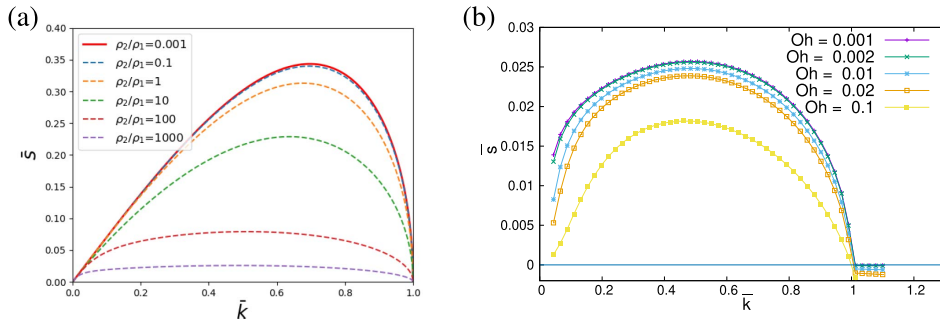 (a)
0.40
0.35
0.30
0.25
0.20
0.15
0.10
0.05
0.00
s̄
ρ₂/ρ₁=0.001
ρ₂/ρ₁=0.1
ρ₂/ρ₁=1
ρ₂/ρ₁=10
ρ₂/ρ₁=100
ρ₂/ρ₁=1000
0.0 0.2 0.4 0.6 0.8 1.0
k̄
(b)
0.03
0.025
0.02
0.015
0.01
0.005
0
s̄
Oh = 0.001
Oh = 0.002
Oh = 0.01
Oh = 0.02
Oh = 0.1
0 0.2 0.4 0.6 0.8 1 1.2
k̄